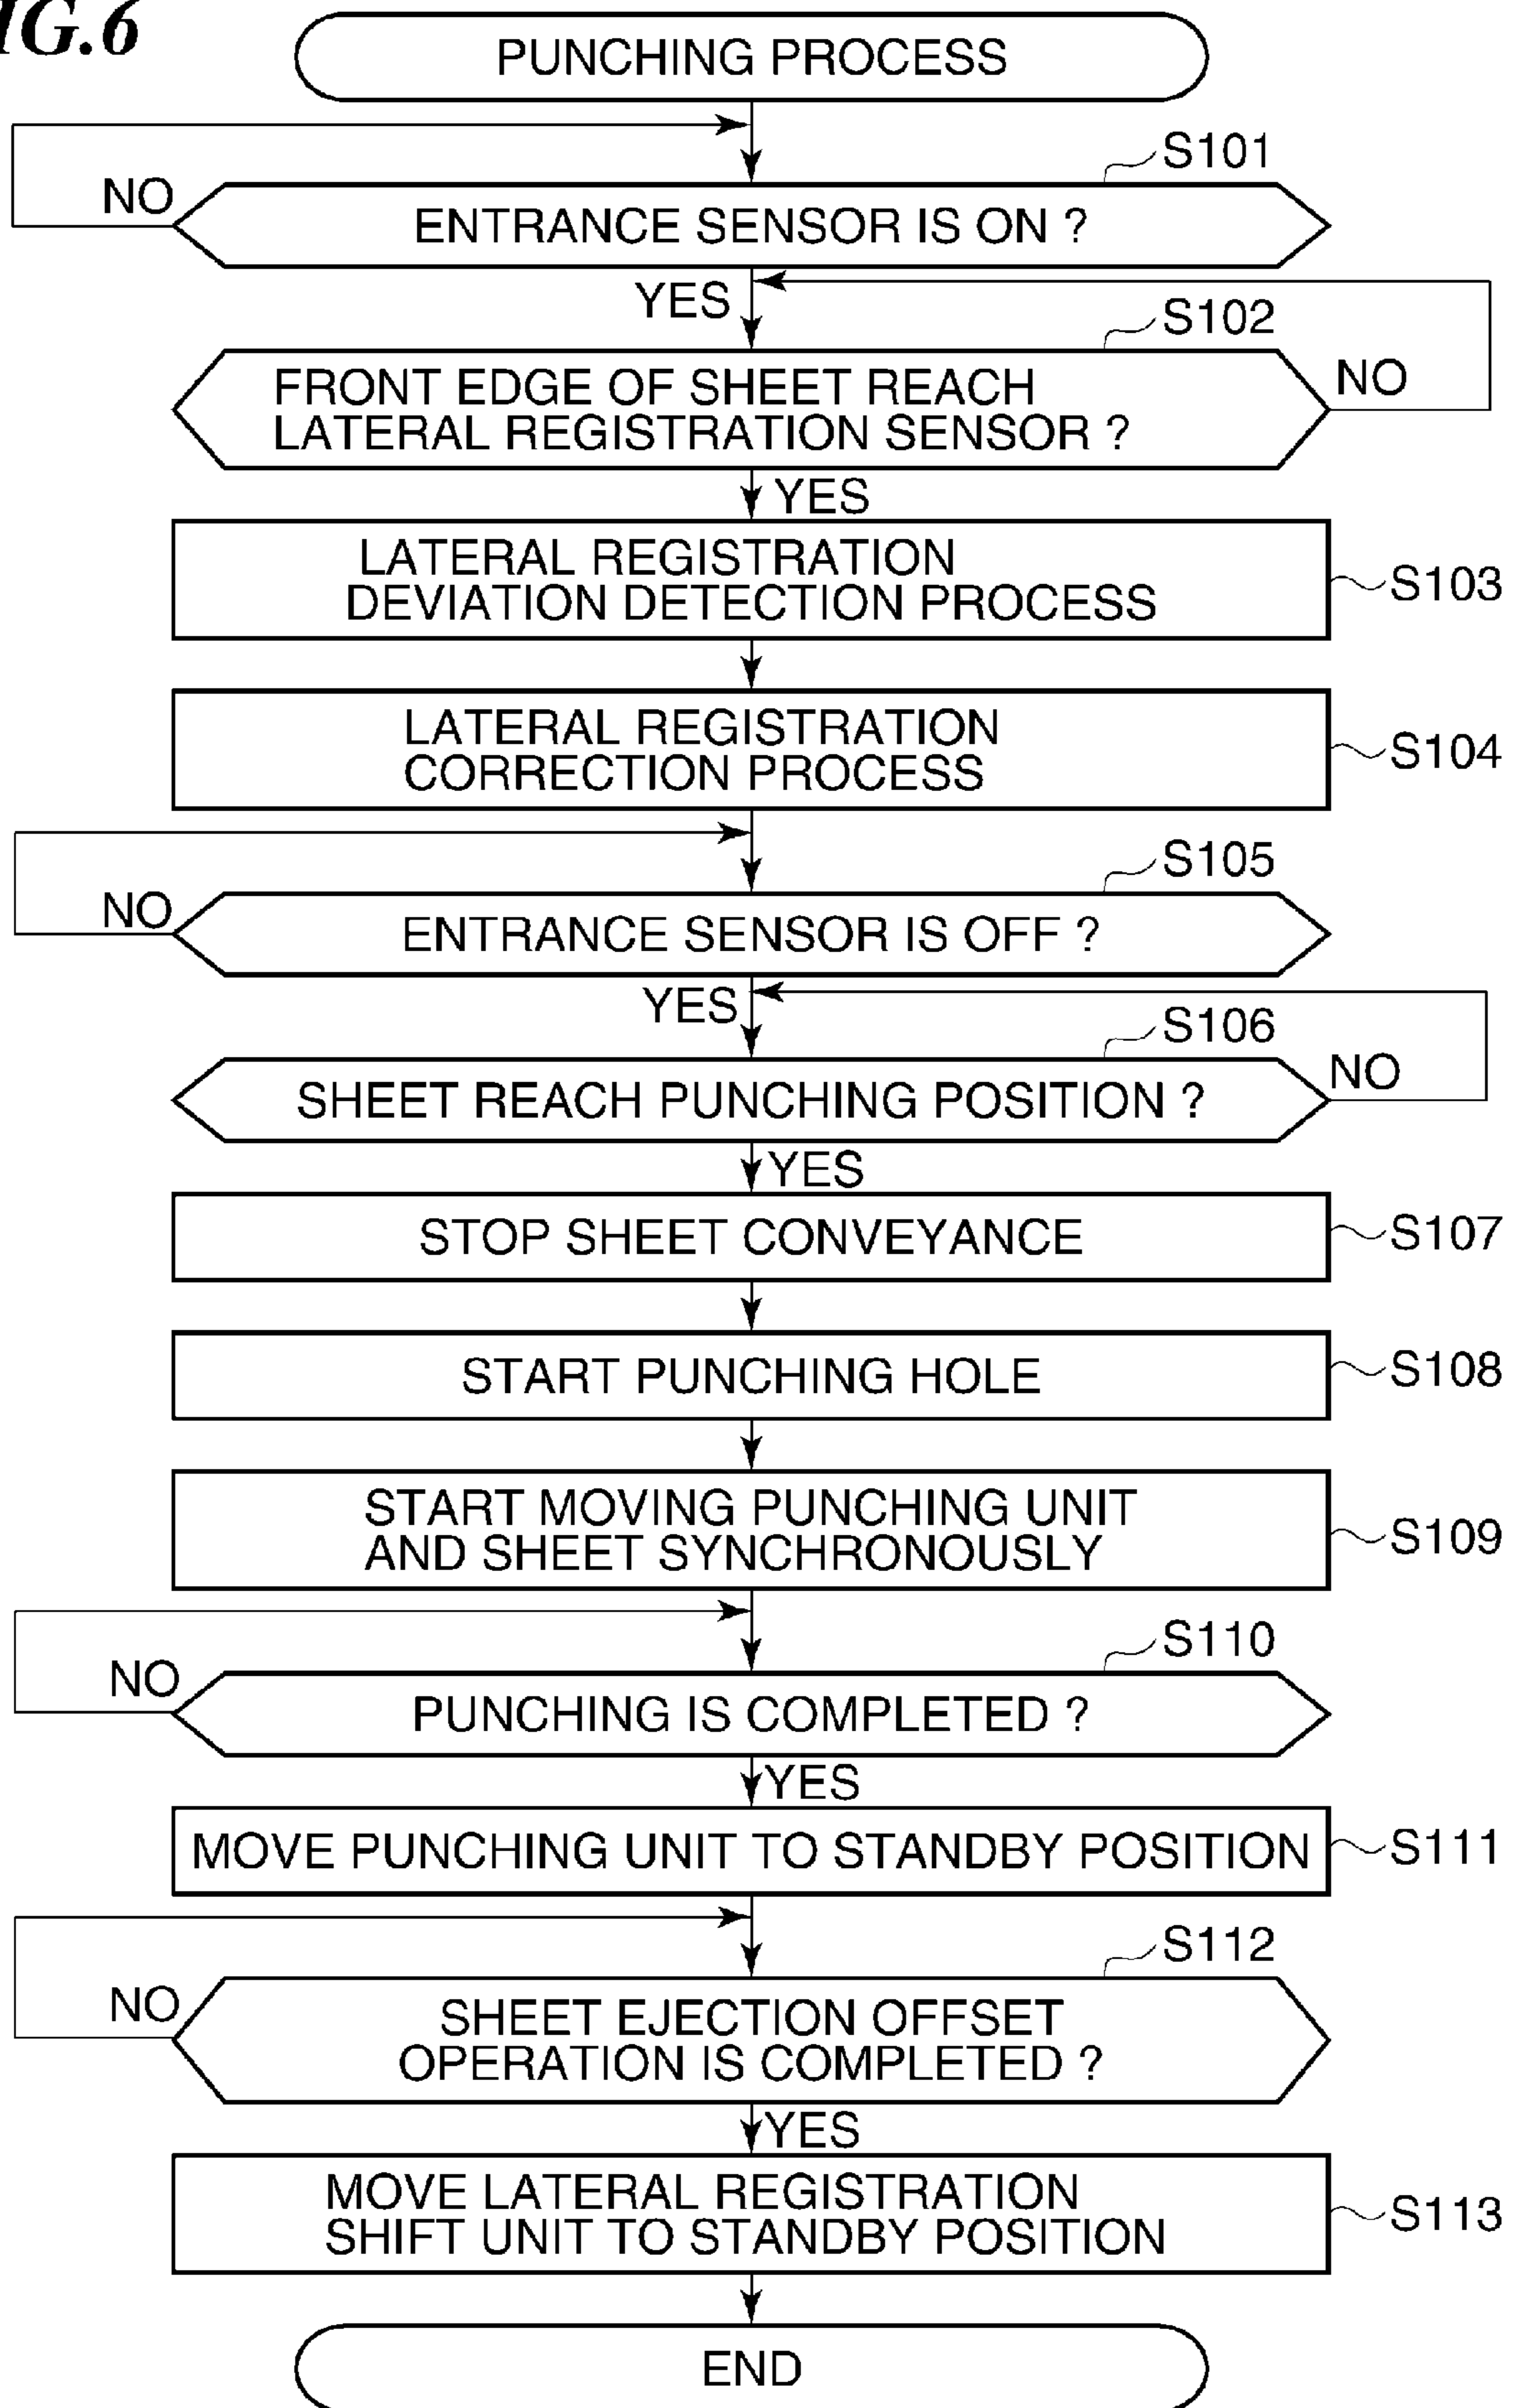 IG.6
PUNCHING PROCESS
S101
NO
ENTRANCE SENSOR IS ON ?
YES
S102
FRONT EDGE OF SHEET REACH
LATERAL REGISTRATION SENSOR ?
NO
YES
LATERAL REGISTRATION
DEVIATION DETECTION PROCESS
S103
LATERAL REGISTRATION
CORRECTION PROCESS
S104
S105
NO
ENTRANCE SENSOR IS OFF ?
YES
S106
SHEET REACH PUNCHING POSITION ?
NO
YES
STOP SHEET CONVEYANCE
S107
START PUNCHING HOLE
S108
START MOVING PUNCHING UNIT
AND SHEET SYNCHRONOUSLY
S109
S110
NO
PUNCHING IS COMPLETED ?
YES
MOVE PUNCHING UNIT TO STANDBY POSITION
S111
S112
NO
SHEET EJECTION OFFSET
OPERATION IS COMPLETED ?
YES
MOVE LATERAL REGISTRATION
SHIFT UNIT TO STANDBY POSITION
S113
END